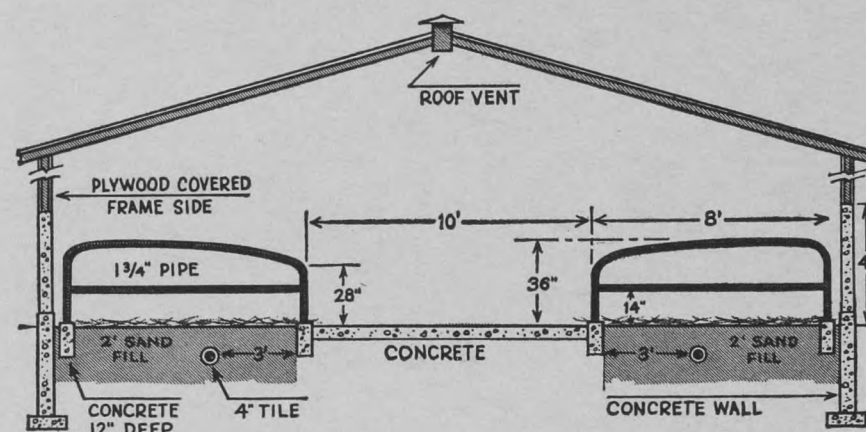 ROOF VENT
PLYWOOD COVERED
FRAME SIDE
10'
8'
1 3/4" PIPE
28"
36"
14"
4
2' SAND
FILL
3'
CONCRETE
3'
2' SAND
FILL
CONCRETE
12" DEEP
4" TILE
CONCRETE WALL